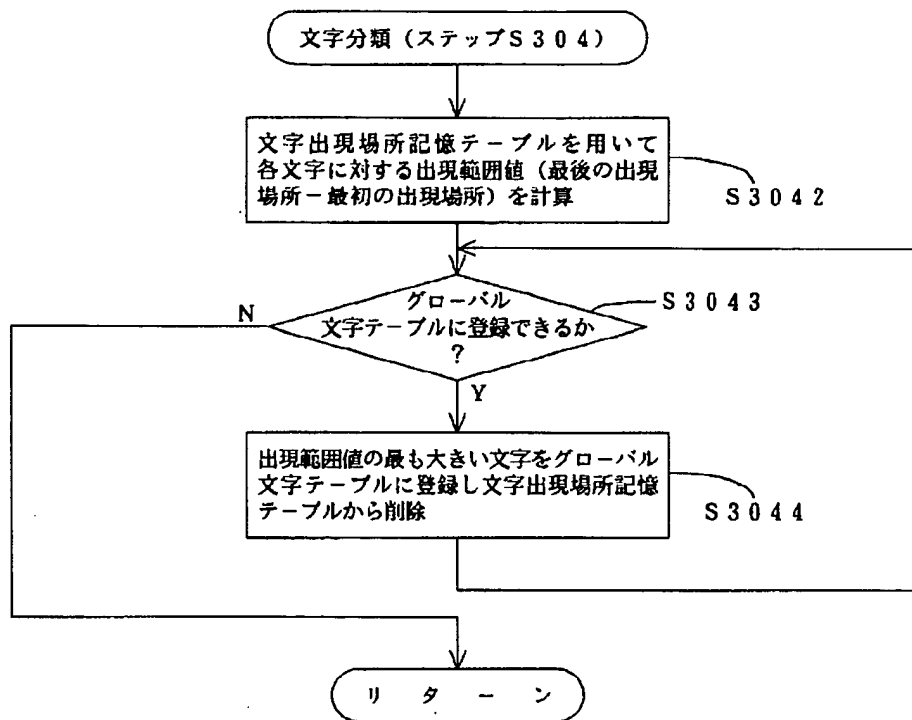 文字分類（ステップS304）
文字出現場所記憶テーブルを用いて
各文字に対する出現範囲値（最後の出現
場所－最初の出現場所）を計算
S3042
グローバル
文字テーブルに登録できるか
？
S3043
N
Y
出現範囲値の最も大きい文字をグローバル
文字テーブルに登録し文字出現場所記憶
テーブルから削除
S3044
リターン